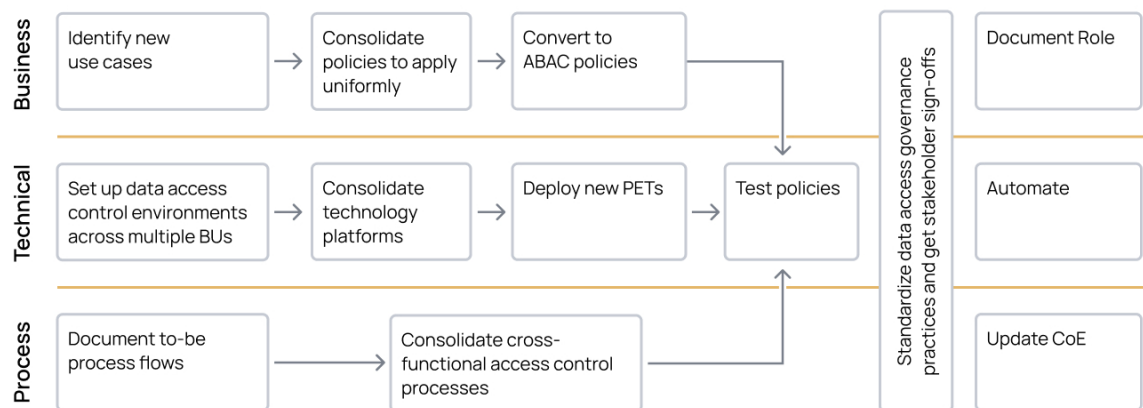 Business
Identify new
use cases
Consolidate
policies to apply
uniformly
Convert to
ABAC policies
Technical
Set up data access
control environments
across multiple BUs
Consolidate
technology
platforms
Deploy new PETs
Test policies
Process
Document to-be
process flows
Consolidate cross-
functional access control
processes
Standardize data access governance
practices and get stakeholder sign-offs
Document Role
Automate
Update CoE